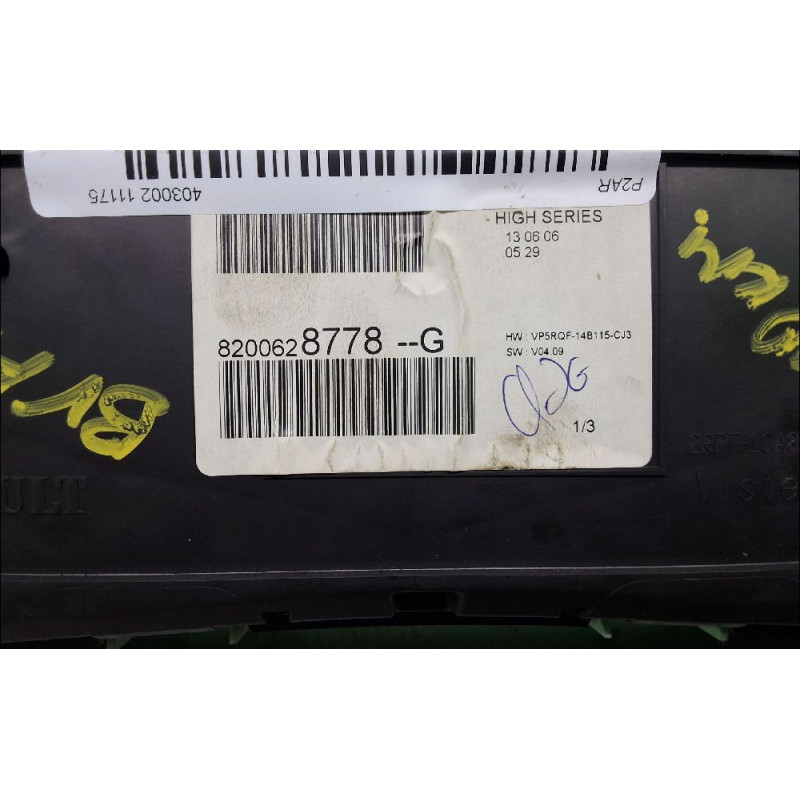 403002 11175
P2AR
HIGH SERIES
13 06 06
05 29
8200628778 --G
HW : VP5RQF-14B115-CJ3
SW : V04.09
1/3
ULT